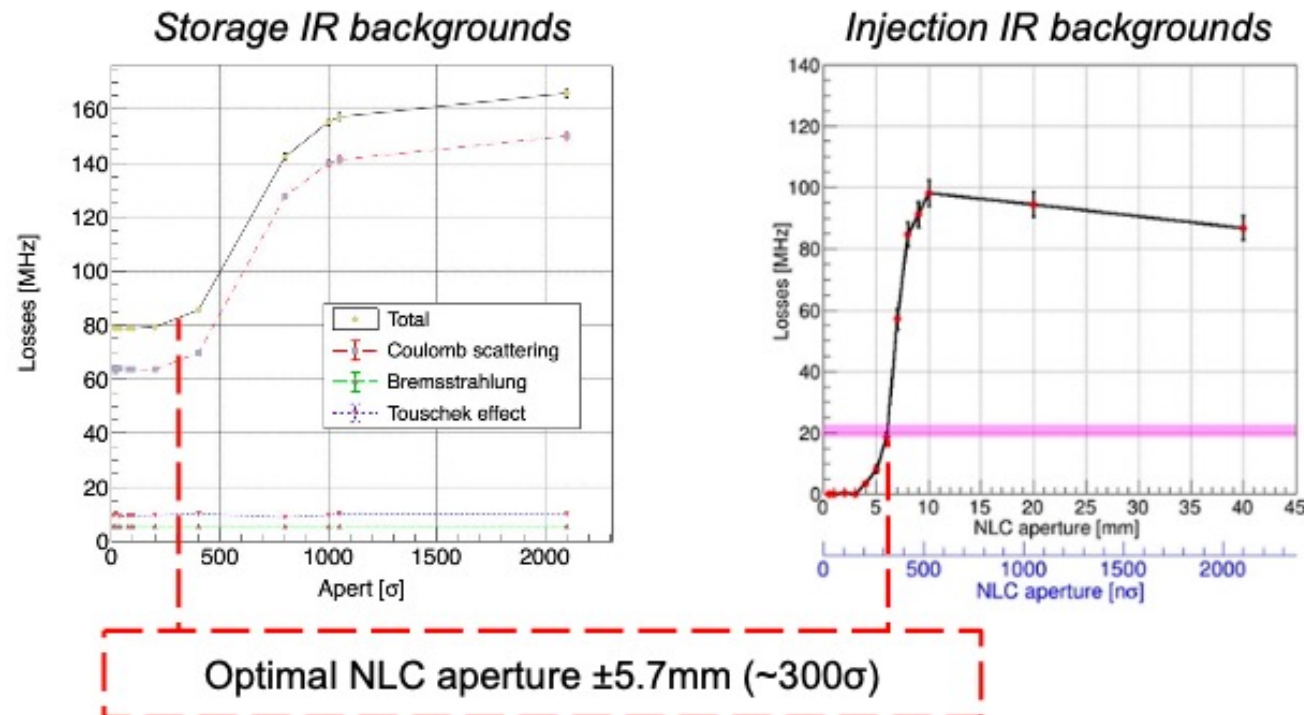 Storage IR backgrounds
Losses [MHz]
160
140
120
100
80
60
40
20
0
Total
Coulomb scattering
Bremsstrahlung
Touschek effect
0 500 1000 1500 2000
Apert [σ]
Injection IR backgrounds
Losses [MHz]
140
120
100
80
60
40
20
0
0 5 10 15 20 25 30 35 40 45
NLC aperture [mm]
0 500 1000 1500 2000
NLC aperture [nσ]
Optimal NLC aperture ±5.7mm (~300σ)